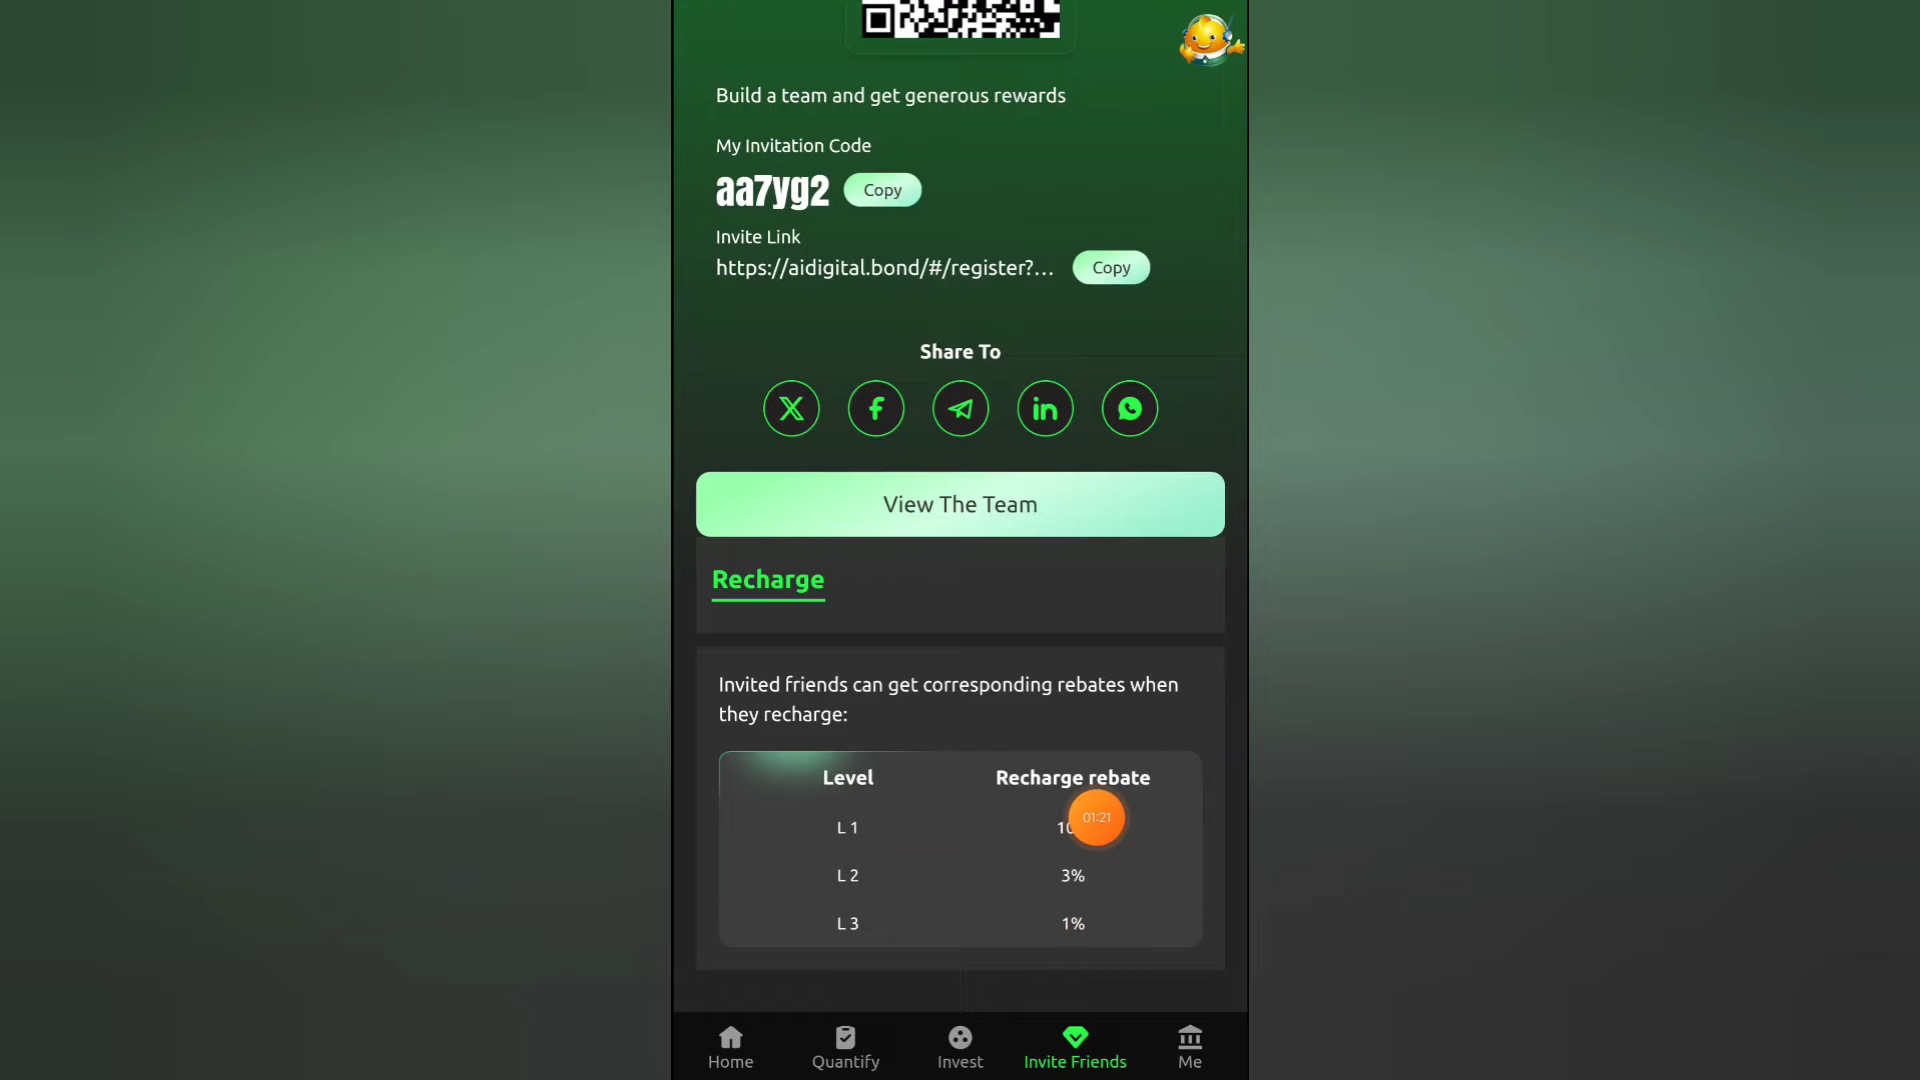 Build a team and get generous rewards
My Invitation Code
aa7yg2 Copy
Invite Link
https://aidigital.bond/#/register?... Copy
Share To
View The Team
Recharge
Invited friends can get corresponding rebates when
they recharge:
Level Recharge rebate
L 1
01:21
L 2 3%
L 3 1%
Home Quantify Invest Invite Friends Me